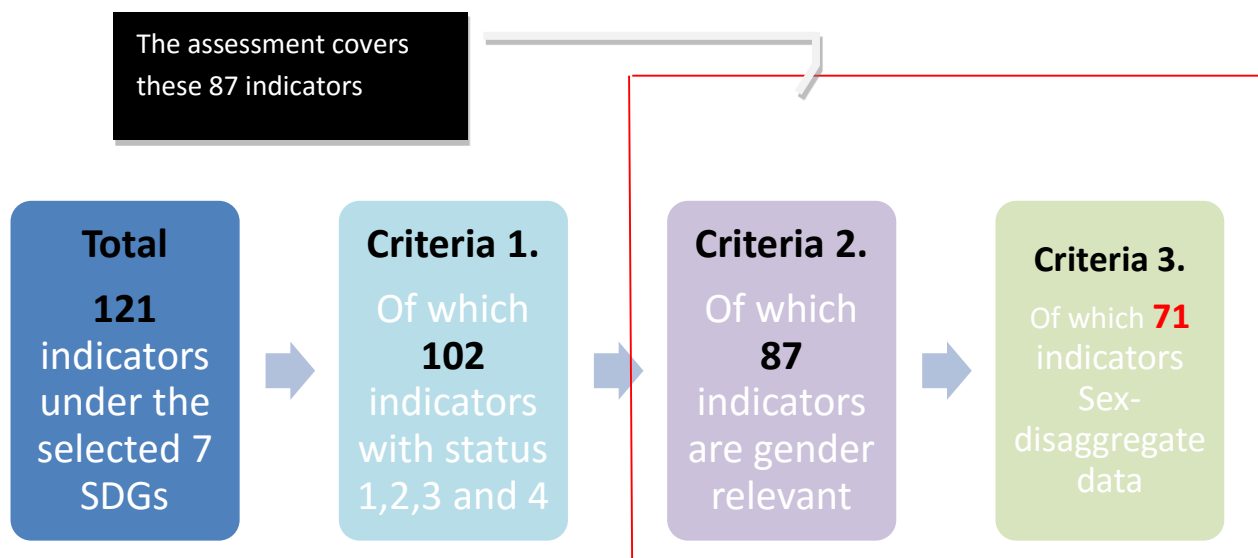 The assessment covers
these 87 indicators
Total
121
indicators
under the
selected 7
SDGs
Criteria 1.
Of which
102
indicators
with status
1,2,3 and 4
Criteria 2.
Of which
87
indicators
are gender
relevant
Criteria 3.
Of which 71
indicators
Sex-
disaggregate
data